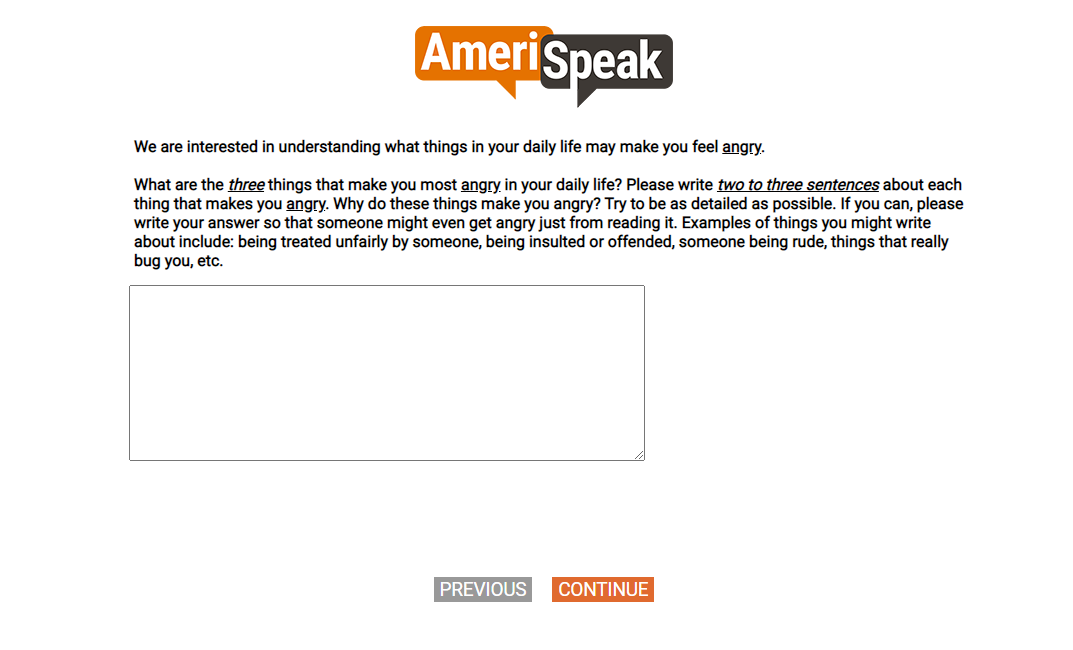 AmeriSpeak
We are interested in understanding what things in your daily life may make you feel angry.
What are the three things that make you most angry in your daily life? Please write two to three sentences about each
thing that makes you angry. Why do these things make you angry? Try to be as detailed as possible. If you can, please
write your answer so that someone might even get angry just from reading it. Examples of things you might write
about include: being treated unfairly by someone, being insulted or offended, someone being rude, things that really
bug you, etc.
PREVIOUS CONTINUE